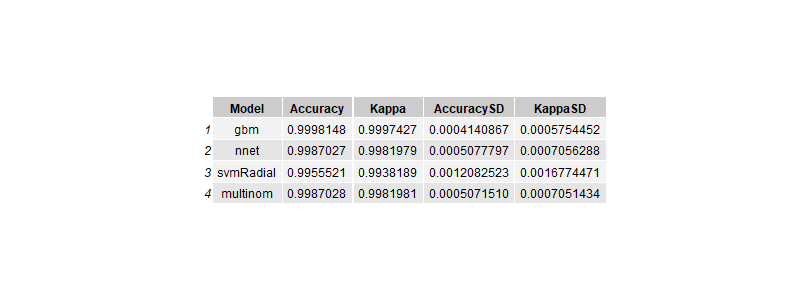 Model Accuracy Kappa AccuracySD KappaSD
1 gbm 0.9998148 0.9997427 0.0004140867 0.0005754452
2 nnet 0.9987027 0.9981979 0.0005077797 0.0007056288
3 svmRadial 0.9955521 0.9938189 0.0012082523 0.0016774471
4 multinom 0.9987028 0.9981981 0.0005071510 0.0007051434